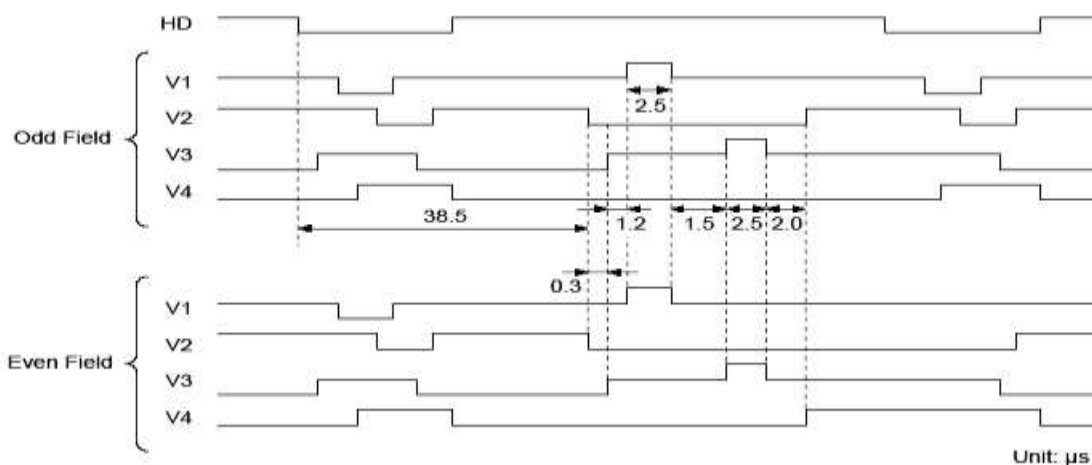 HD
Odd Field
V1
2.5
V2
V3
V4
38.5
1.2
1.5
2.5
2.0
0.3
Even Field
V1
V2
V3
V4
Unit: µs